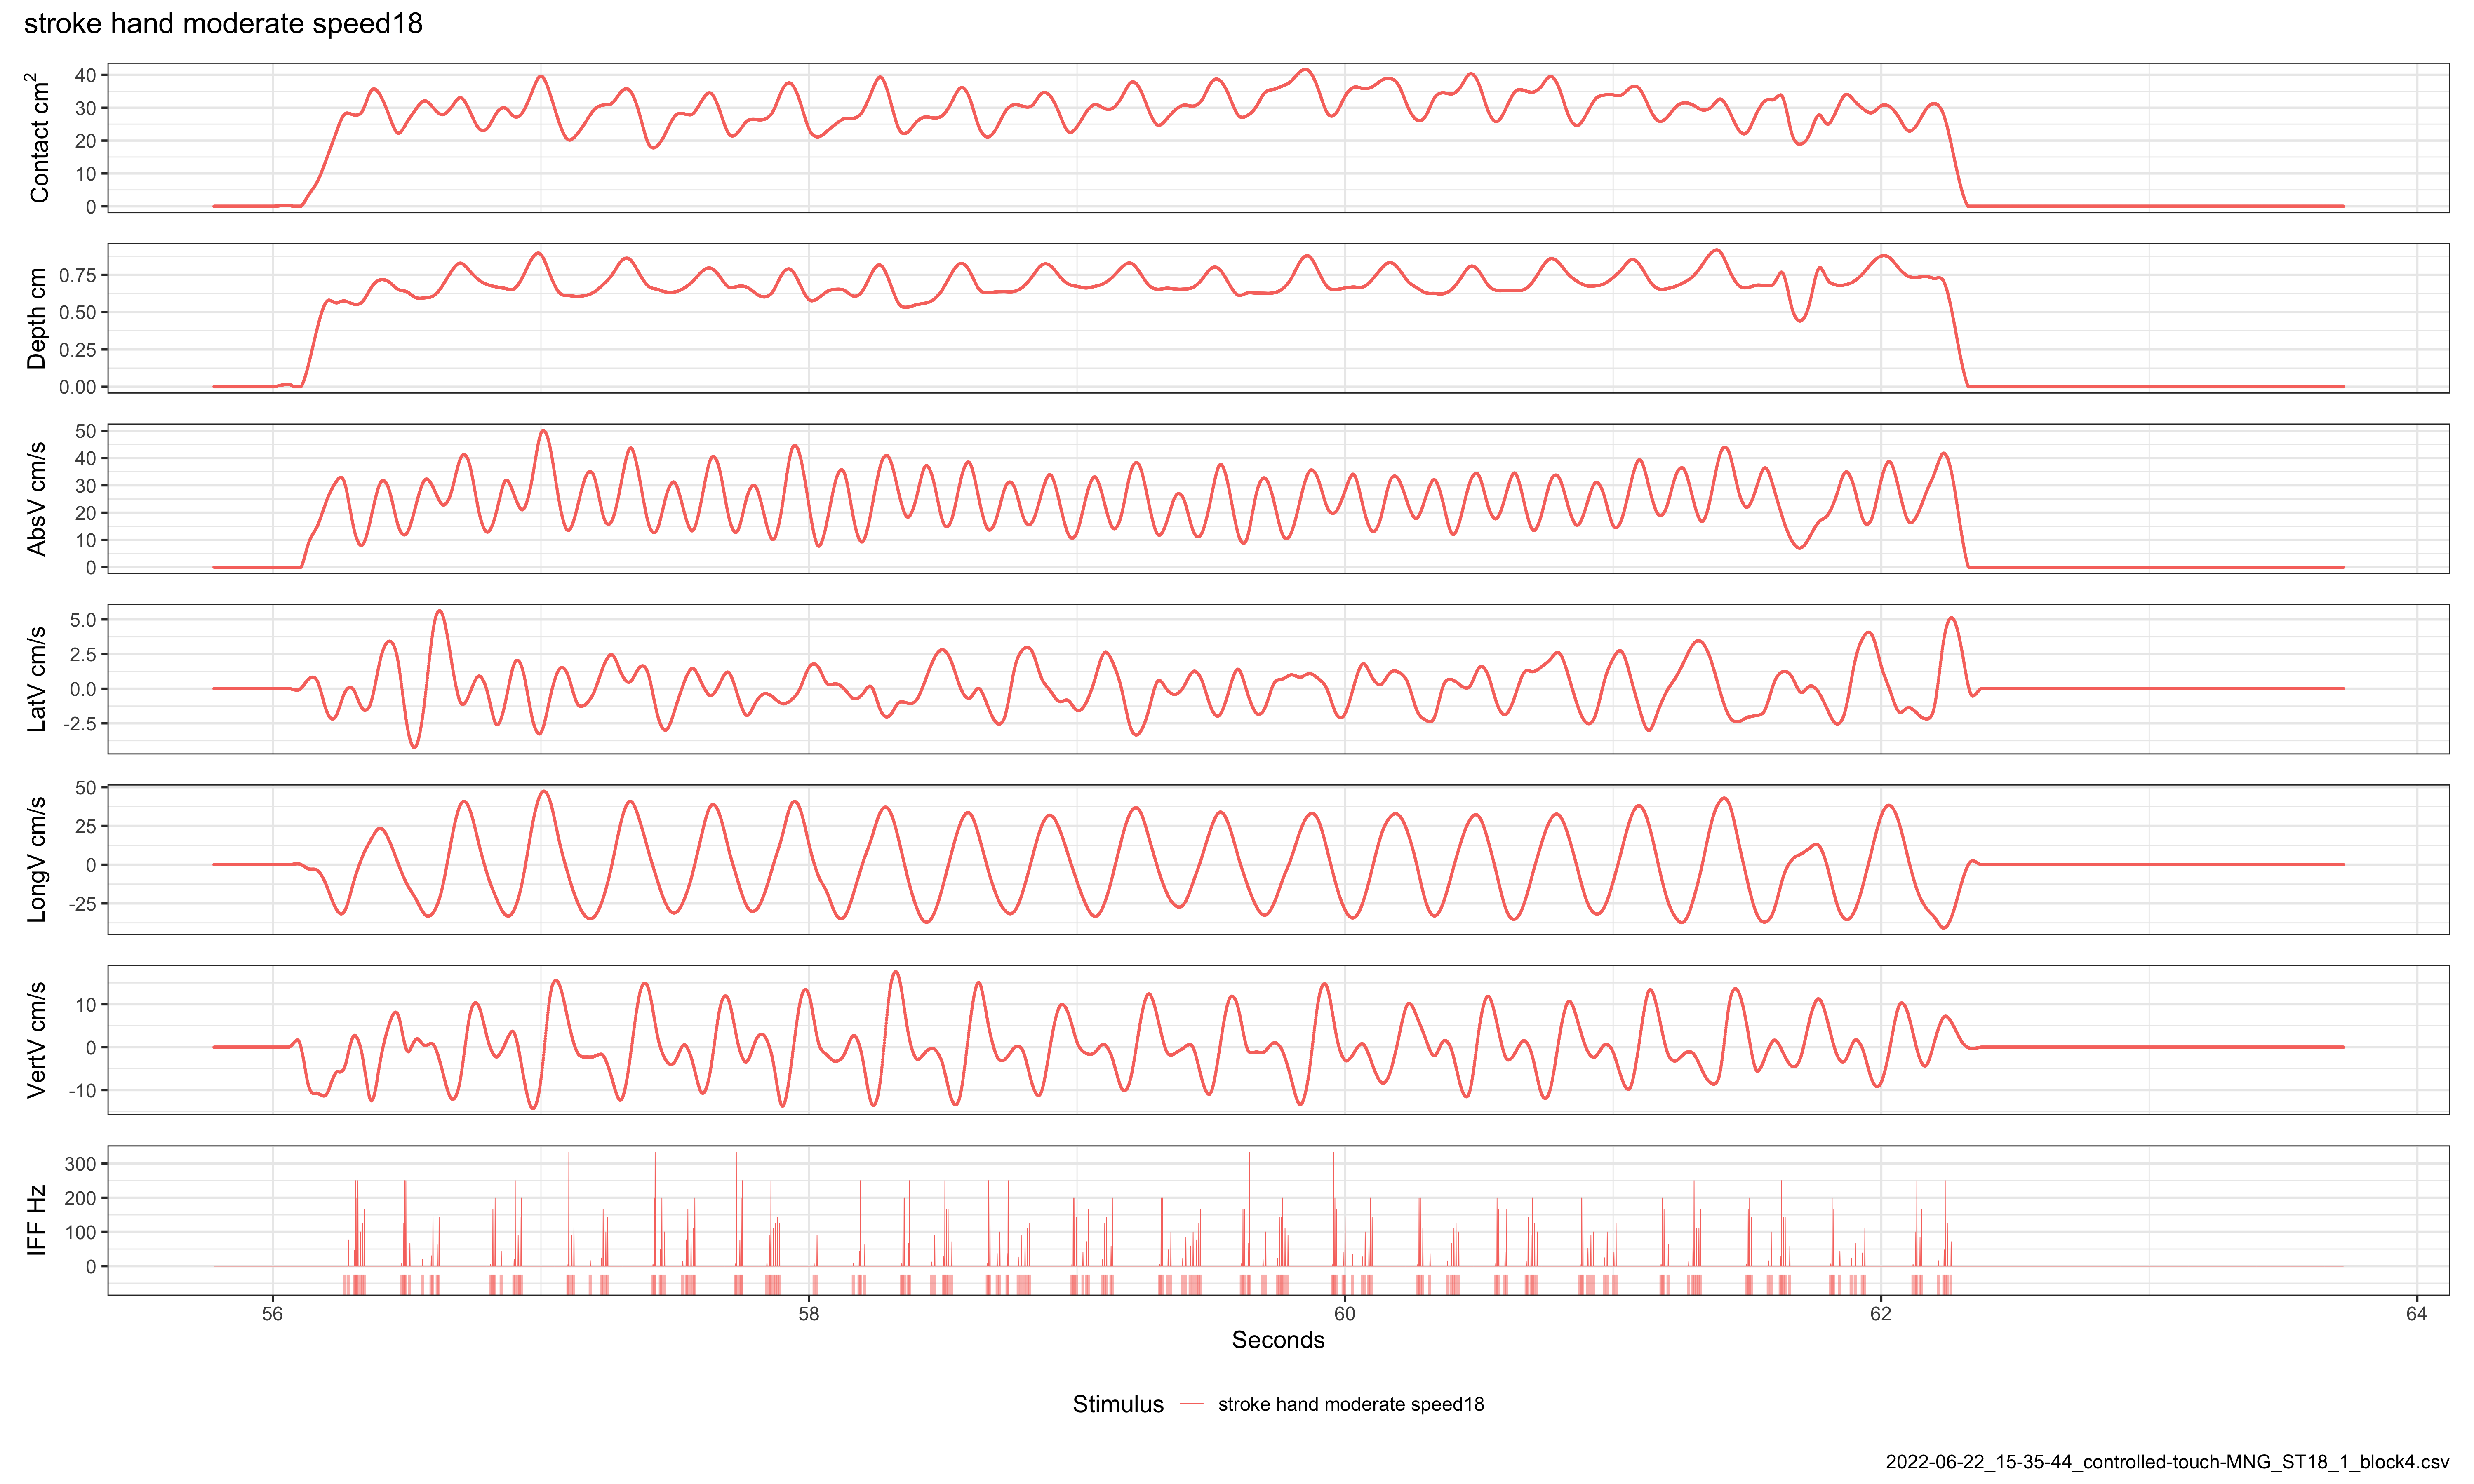 stroke hand moderate speed18
Contact cm²
40
30
20
10
0
Depth cm
0.75
0.50
0.25
0.00
AbsV cm/s
50
40
30
20
10
0
LatV cm/s
5.0
2.5
0.0
-2.5
LongV cm/s
50
25
0
-25
VertV cm/s
10
0
-10
IFF Hz
300
200
100
0
56 58 60 62 64
Seconds
Stimulus stroke hand moderate speed18
2022-06-22_15-35-44_controlled-touch-MNG_ST18_1_block4.csv